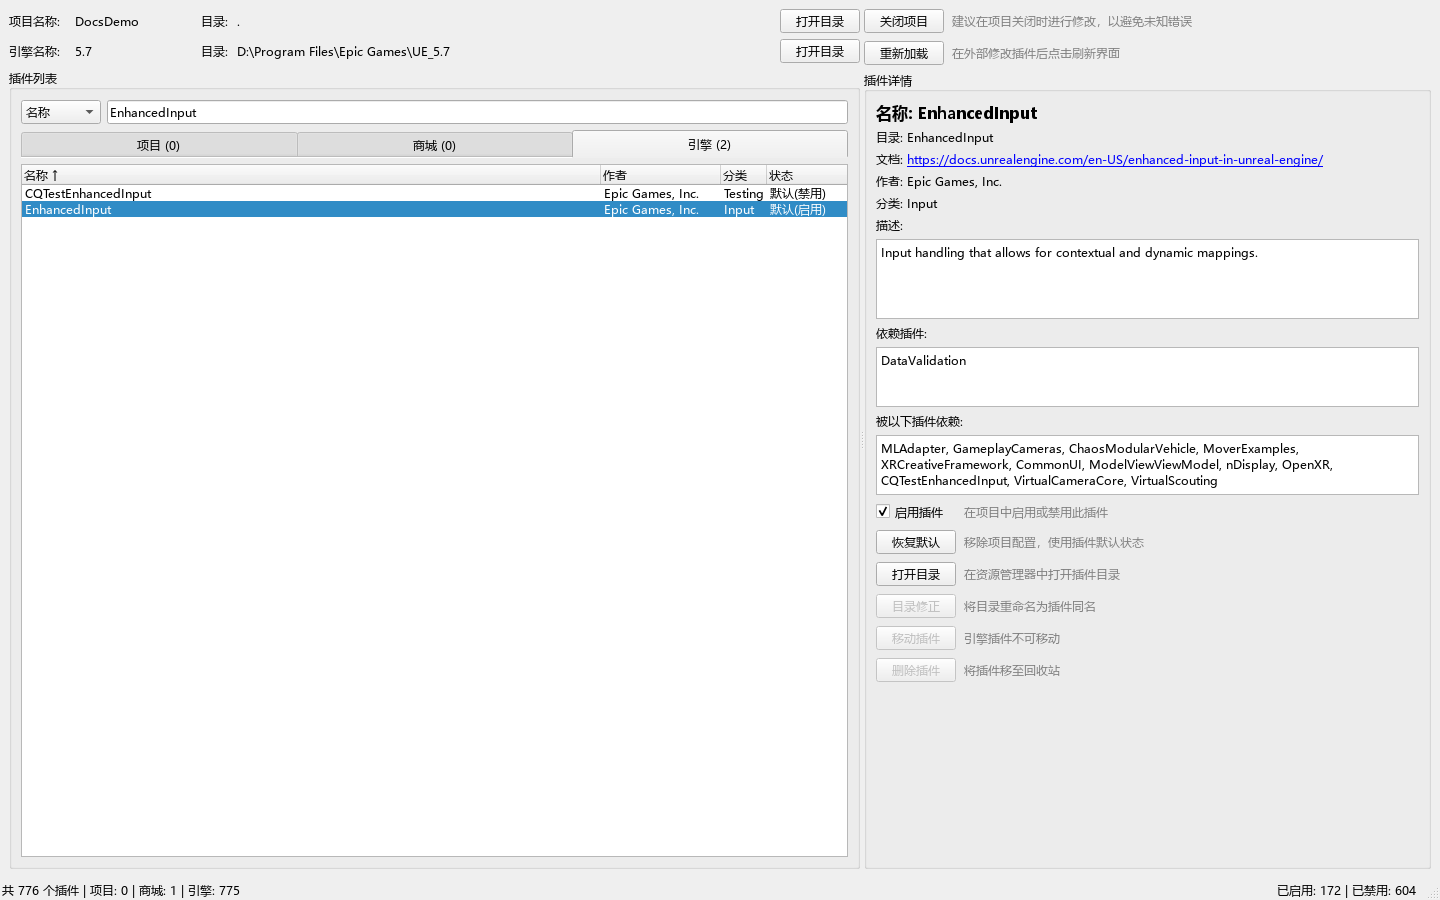 项目名称: DocsDemo 目录: . 打开目录 关闭项目 建议在项目关闭时进行修改，以避免未知错误
引擎名称: 5.7 目录: D:\Program Files\Epic Games\UE_5.7 打开目录 重新加载 在外部修改插件后点击刷新界面
插件列表
名称 EnhancedInput
项目 (0) 商城 (0) 引擎 (2)
名称 ↑ 作者 分类 状态
CQTestEnhancedInput Epic Games, Inc. Testing 默认(禁用)
EnhancedInput Epic Games, Inc. Input 默认(启用)
插件详情
名称: EnhancedInput
目录: EnhancedInput
文档: https://docs.unrealengine.com/en-US/enhanced-input-in-unreal-engine/
作者: Epic Games, Inc.
分类: Input
描述:
Input handling that allows for contextual and dynamic mappings.
依赖插件:
DataValidation
被以下插件依赖:
MLAdapter, GameplayCameras, ChaosModularVehicle, MoverExamples,
XRCreativeFramework, CommonUI, ModelViewViewModel, nDisplay, OpenXR,
CQTestEnhancedInput, VirtualCameraCore, VirtualScouting
启用插件 在项目中启用或禁用此插件
恢复默认 移除项目配置，使用插件默认状态
打开目录 在资源管理器中打开插件目录
目录修正 将目录重命名为插件同名
移动插件 引擎插件不可移动
删除插件 将插件移至回收站
共 776 个插件 | 项目: 0 | 商城: 1 | 引擎: 775 已启用: 172 | 已禁用: 604